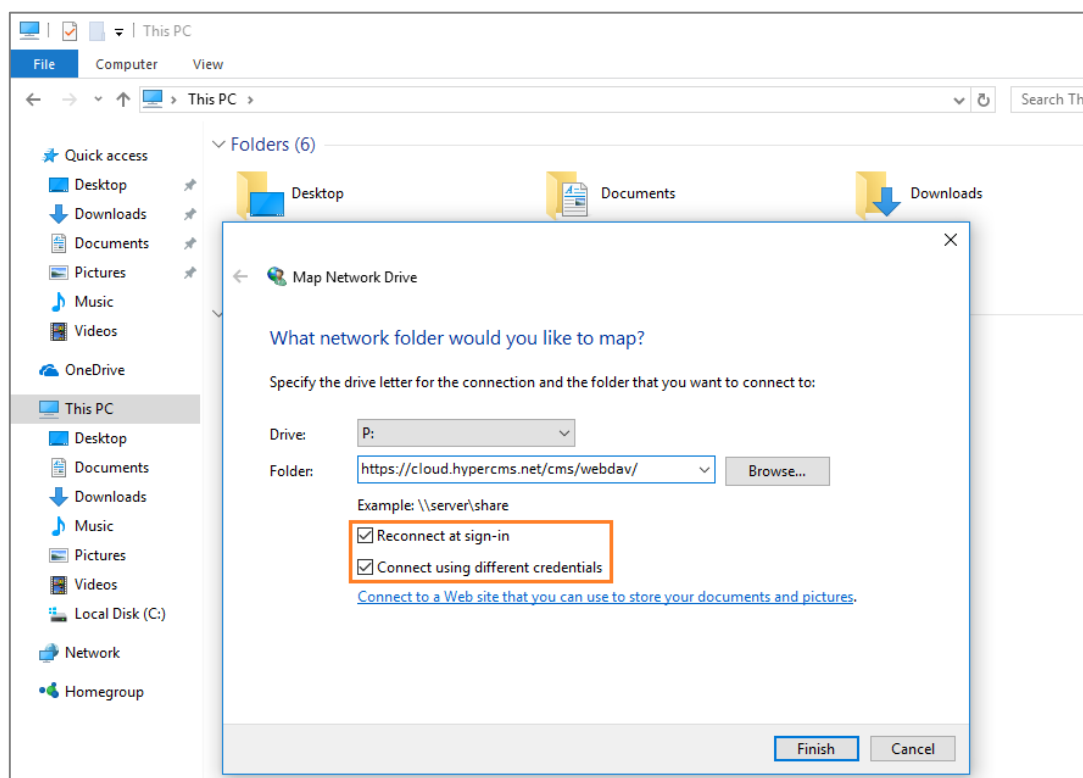 This PC
File Computer View
This PC
Search Th
Quick access
Desktop
Downloads
Documents
Pictures
Music
Videos
OneDrive
This PC
Desktop
Documents
Downloads
Music
Pictures
Videos
Local Disk (C:)
Network
Homegroup
Folders (6)
Desktop Documents Downloads
Map Network Drive
What network folder would you like to map?
Specify the drive letter for the connection and the folder that you want to connect to:
Drive: P:
Folder: https://cloud.hypercms.net/cms/webdav/ Browse...
Example: \\server\share
Reconnect at sign-in
Connect using different credentials
Connect to a Web site that you can use to store your documents and pictures.
Finish Cancel